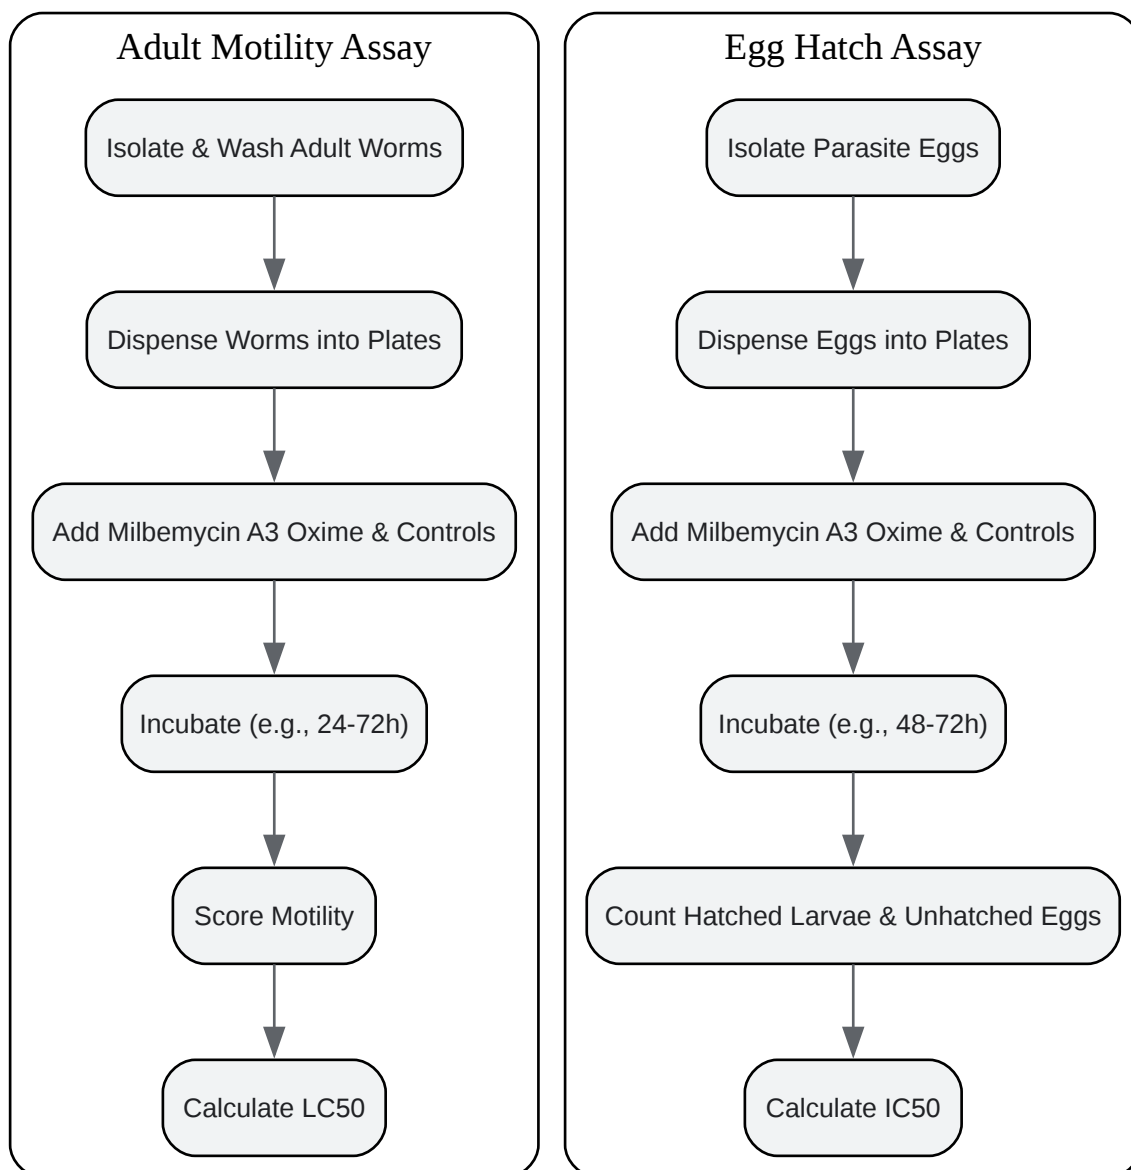 Adult Motility Assay
Isolate & Wash Adult Worms
Dispense Worms into Plates
Add Milbemycin A3 Oxime & Controls
Incubate (e.g., 24-72h)
Score Motility
Calculate LC50
Egg Hatch Assay
Isolate Parasite Eggs
Dispense Eggs into Plates
Add Milbemycin A3 Oxime & Controls
Incubate (e.g., 48-72h)
Count Hatched Larvae & Unhatched Eggs
Calculate IC50